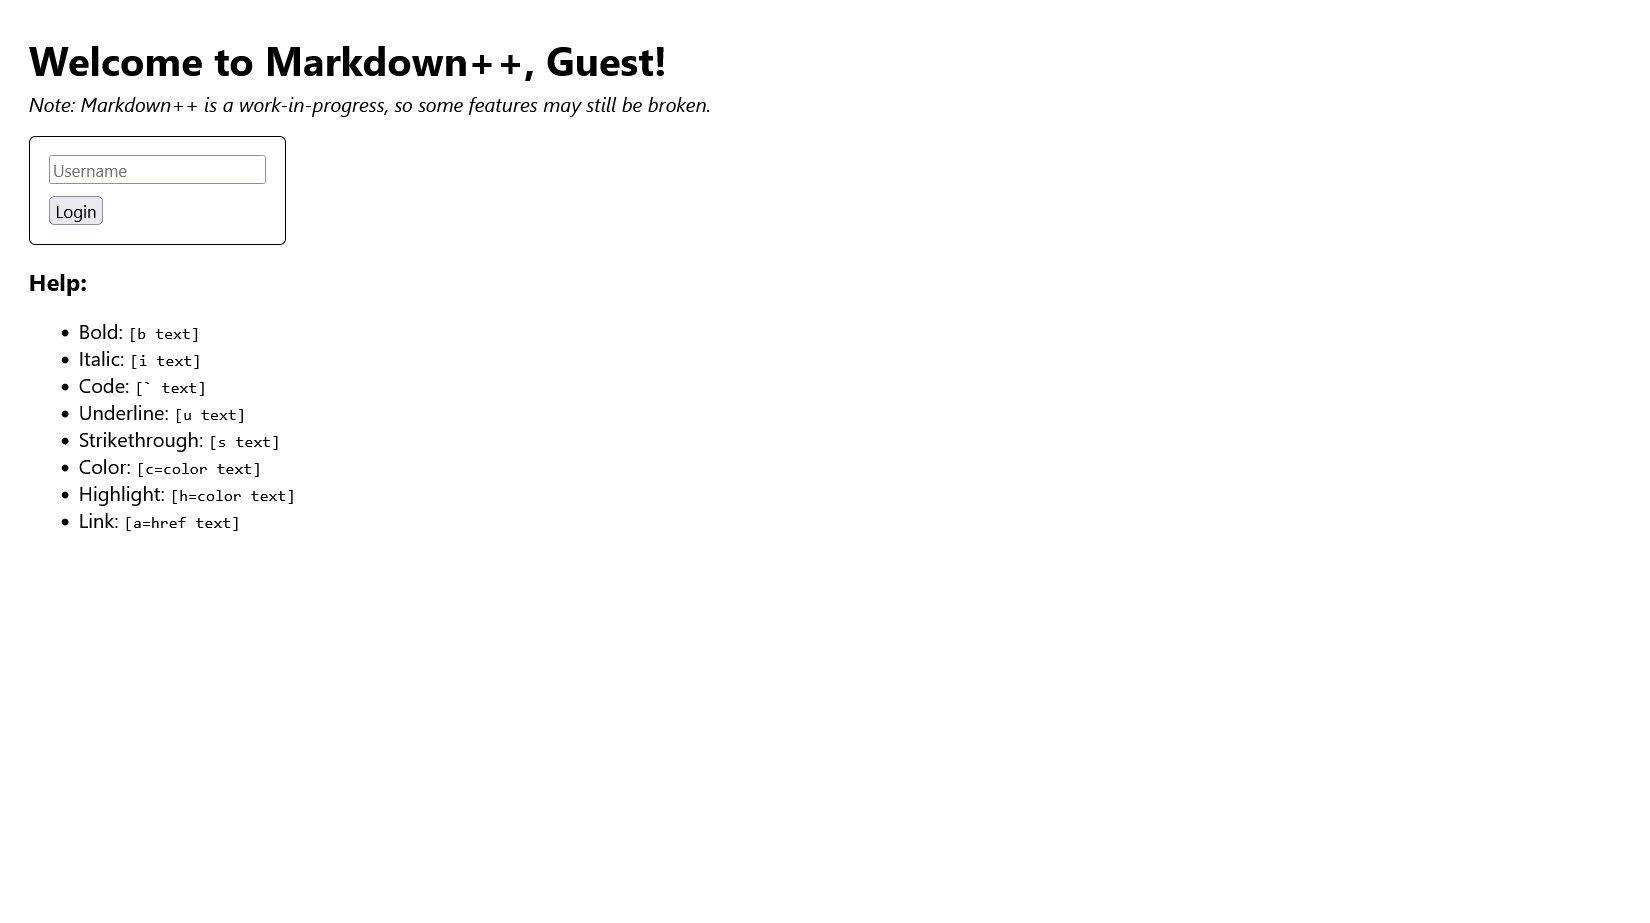 Welcome to Markdown++, Guest!
Note: Markdown++ is a work-in-progress, so some features may still be broken.
Username
Login
Help:
• Bold: [b text]
• Italic: [i text]
• Code: [` text]
• Underline: [u text]
• Strikethrough: [s text]
• Color: [c=color text]
• Highlight: [h=color text]
• Link: [a=href text]